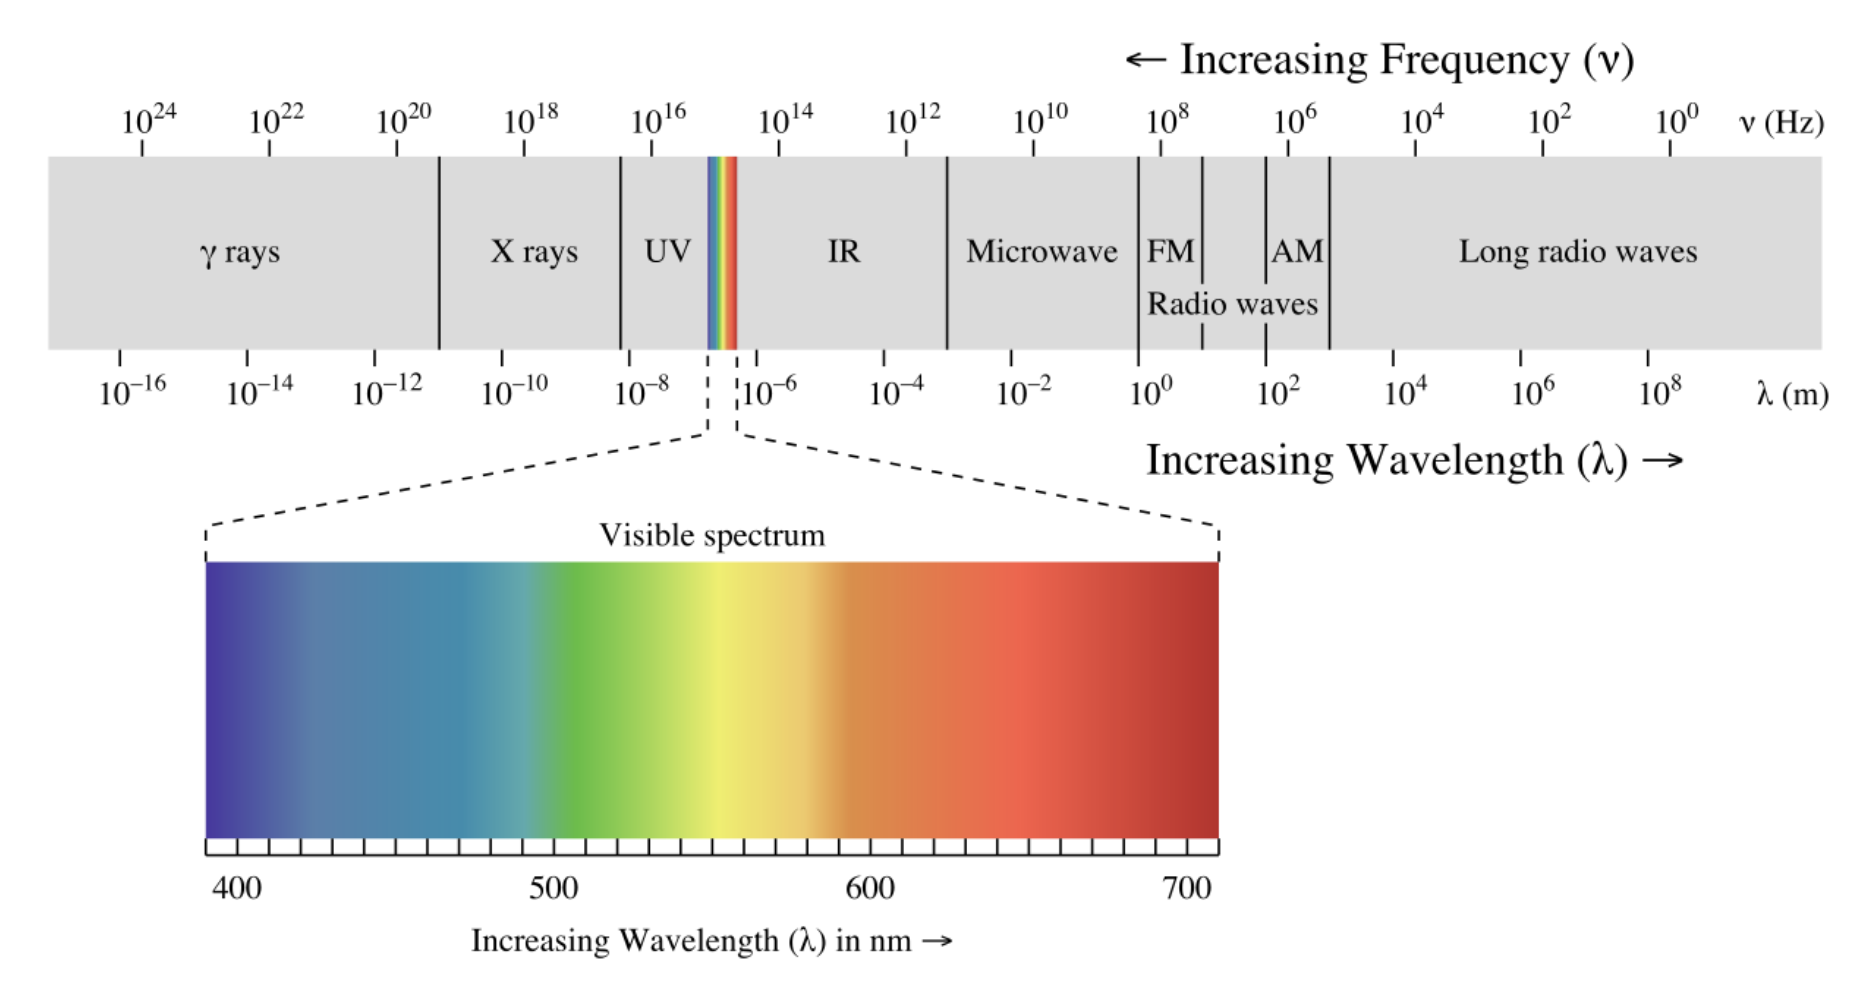 ← Increasing Frequency (ν)
10²⁴ 10²² 10²⁰ 10¹⁸ 10¹⁶ 10¹⁴ 10¹² 10¹⁰ 10⁸ 10⁶ 10⁴ 10² 10⁰ ν (Hz)
γ rays X rays UV IR Microwave FM AM Long radio waves
Radio waves
10⁻¹⁶ 10⁻¹⁴ 10⁻¹² 10⁻¹⁰ 10⁻⁸ 10⁻⁶ 10⁻⁴ 10⁻² 10⁰ 10² 10⁴ 10⁶ 10⁸ λ (m)
Increasing Wavelength (λ) →
Visible spectrum
400 500 600 700
Increasing Wavelength (λ) in nm →